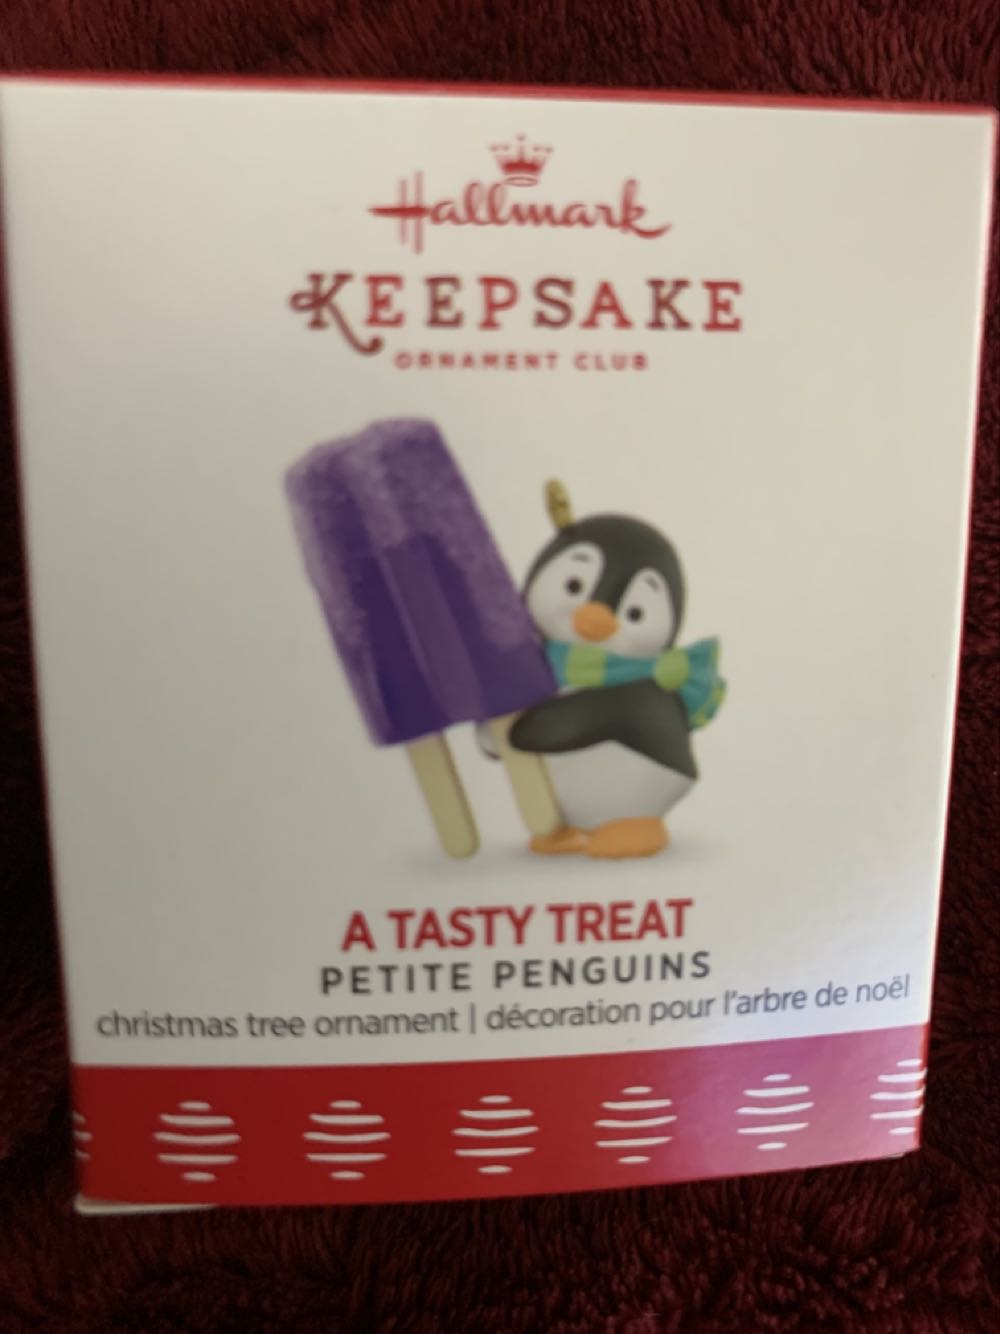 Hallmark
KEEPSAKE
ORNAMENT CLUB
A TASTY TREAT
PETITE PENGUINS
christmas tree ornament | décoration pour l'arbre de noël